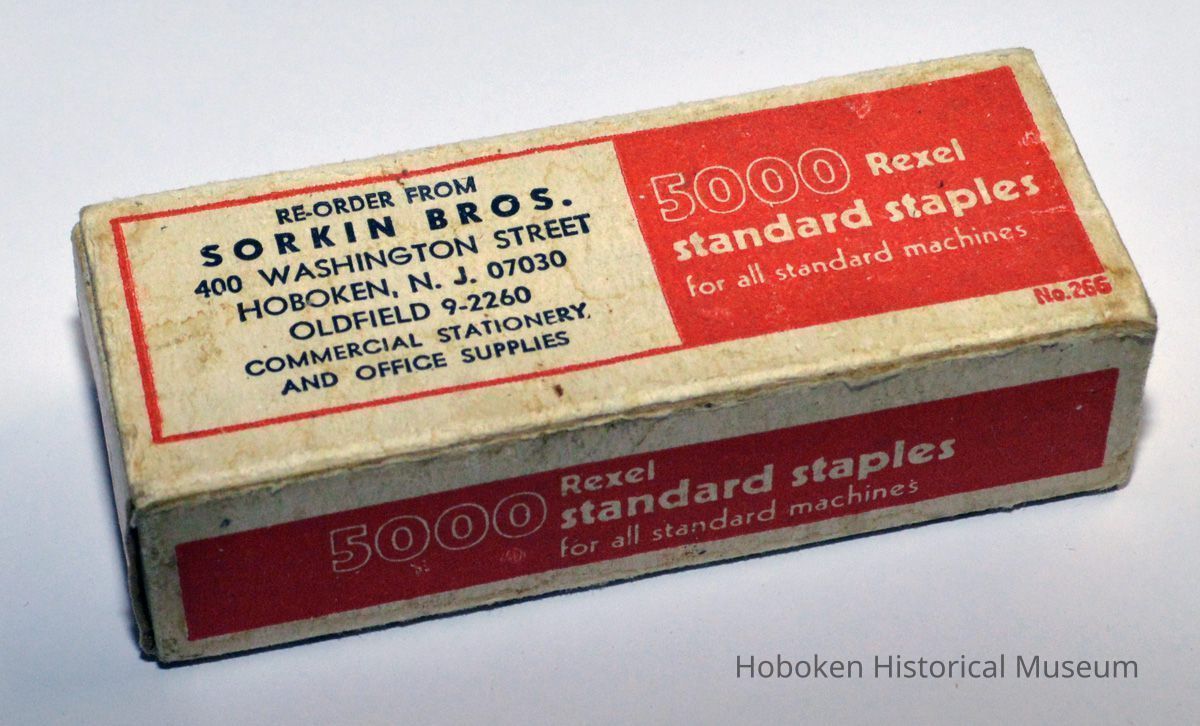 RE-ORDER FROM
SORKIN BROS.
400 WASHINGTON STREET
HOBOKEN, N. J. 07030
OLDFIELD 9-2260
COMMERCIAL STATIONERY,
AND OFFICE SUPPLIES
5000 Rexel
standard staples
for all standard machines
No.266
5000 Rexel
standard staples
for all standard machines
Hoboken Historical Museum